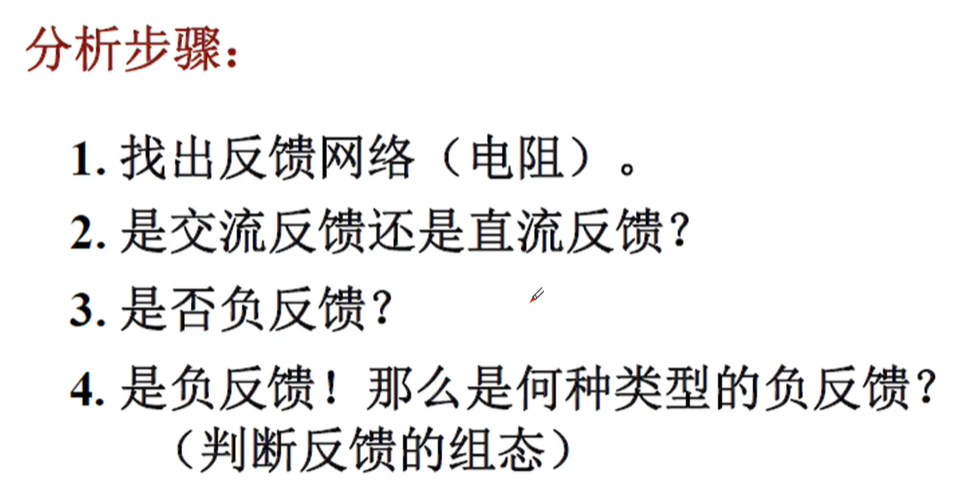 分析步骤：
1. 找出反馈网络（电阻）。
2. 是交流反馈还是直流反馈？
3. 是否负反馈？
4. 是负反馈！那么是何种类型的负反馈？
（判断反馈的组态）